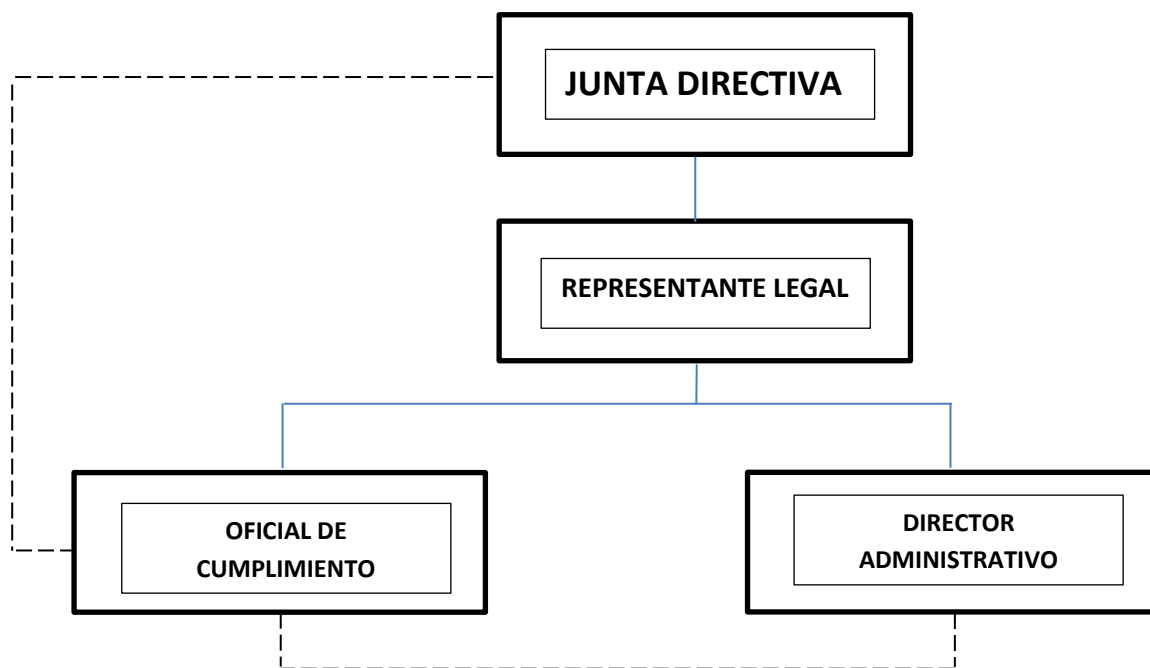 JUNTA DIRECTIVA
REPRESENTANTE LEGAL
OFICIAL DE
CUMPLIMIENTO
DIRECTOR
ADMINISTRATIVO